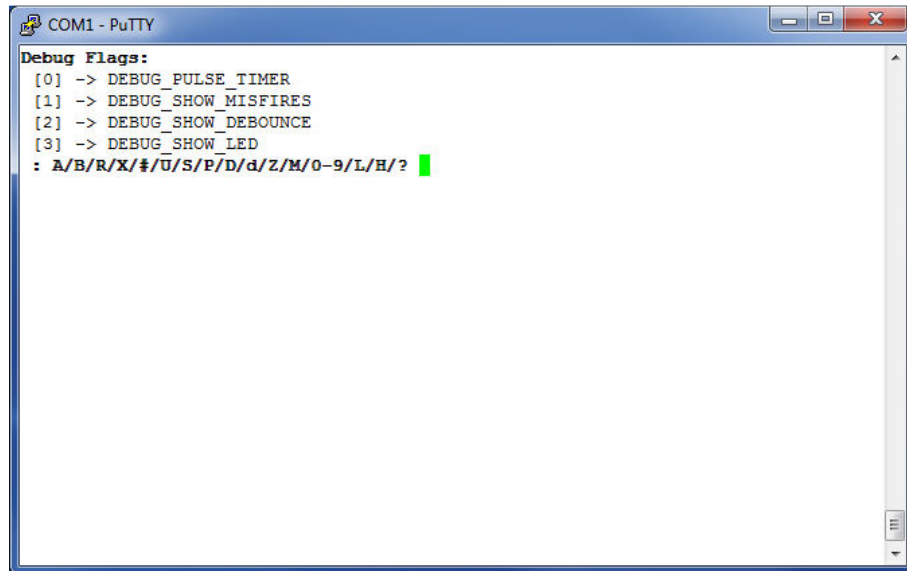 COM1 - PuTTY
Debug Flags:
[0] -> DEBUG_PULSE_TIMER
[1] -> DEBUG_SHOW_MISFIRES
[2] -> DEBUG_SHOW_DEBOUNCE
[3] -> DEBUG_SHOW_LED
: A/B/R/X/#/U/S/P/D/d/Z/M/0-9/L/H/?